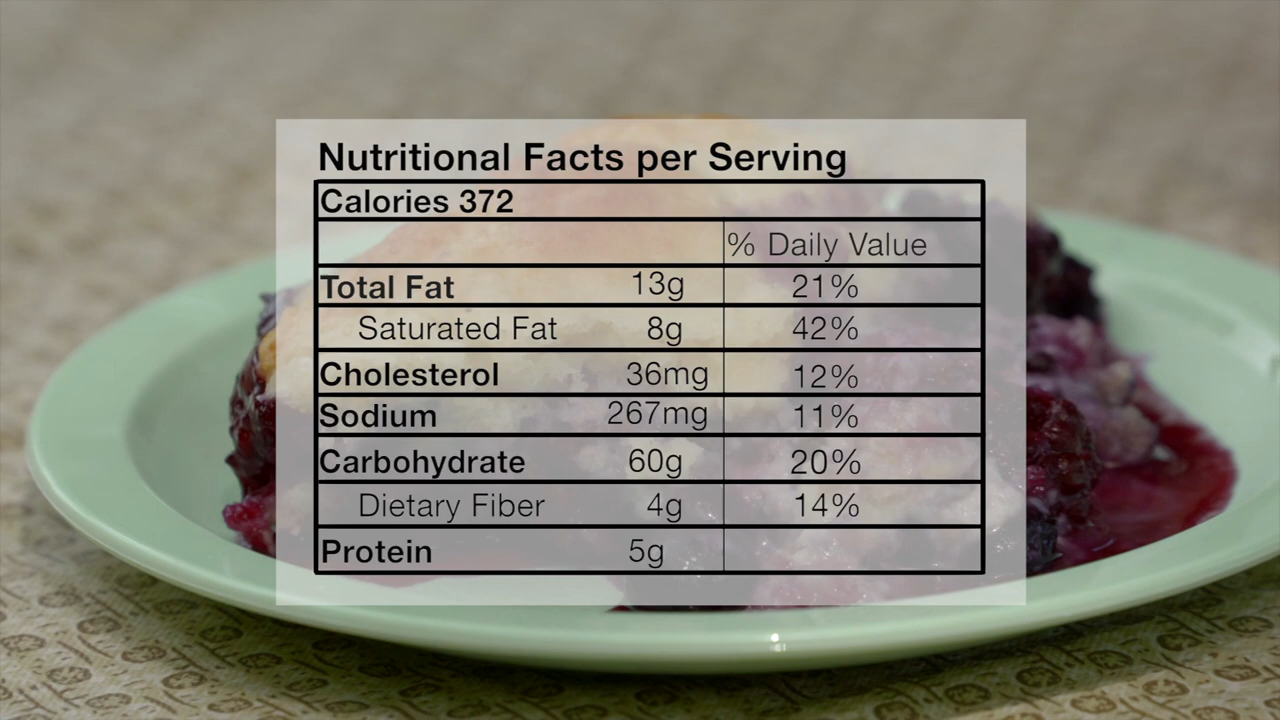 Nutritional Facts per Serving
Calories 372
% Daily Value
Total Fat 13g 21%
Saturated Fat 8g 42%
Cholesterol 36mg 12%
Sodium 267mg 11%
Carbohydrate 60g 20%
Dietary Fiber 4g 14%
Protein 5g